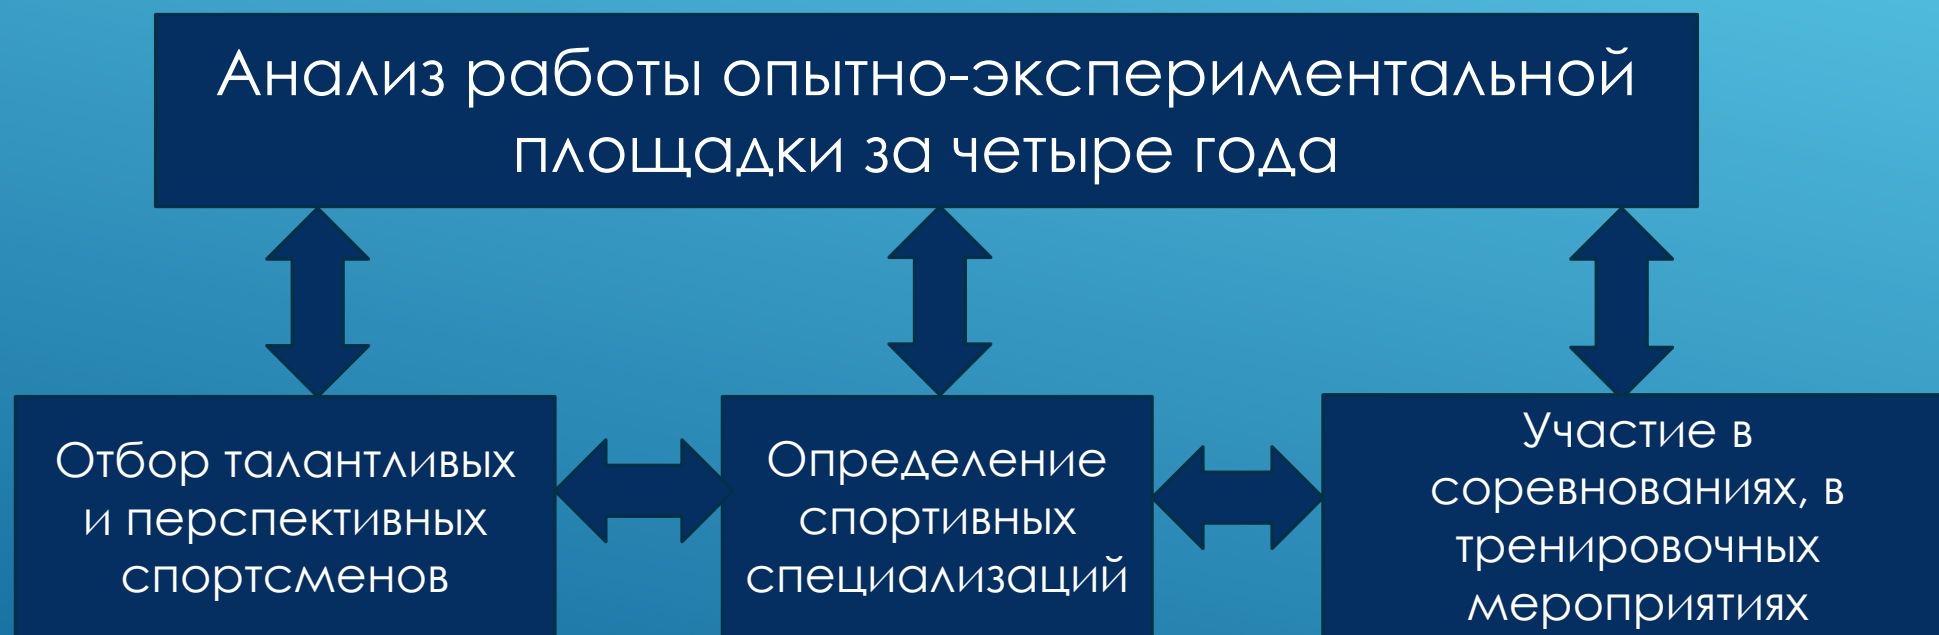 Анализ работы опытно-экспериментальной
площадки за четыре года
Отбор талантливых
и перспективных
спортсменов
Определение
спортивных
специализаций
Участие в
соревнованиях, в
тренировочных
мероприятиях